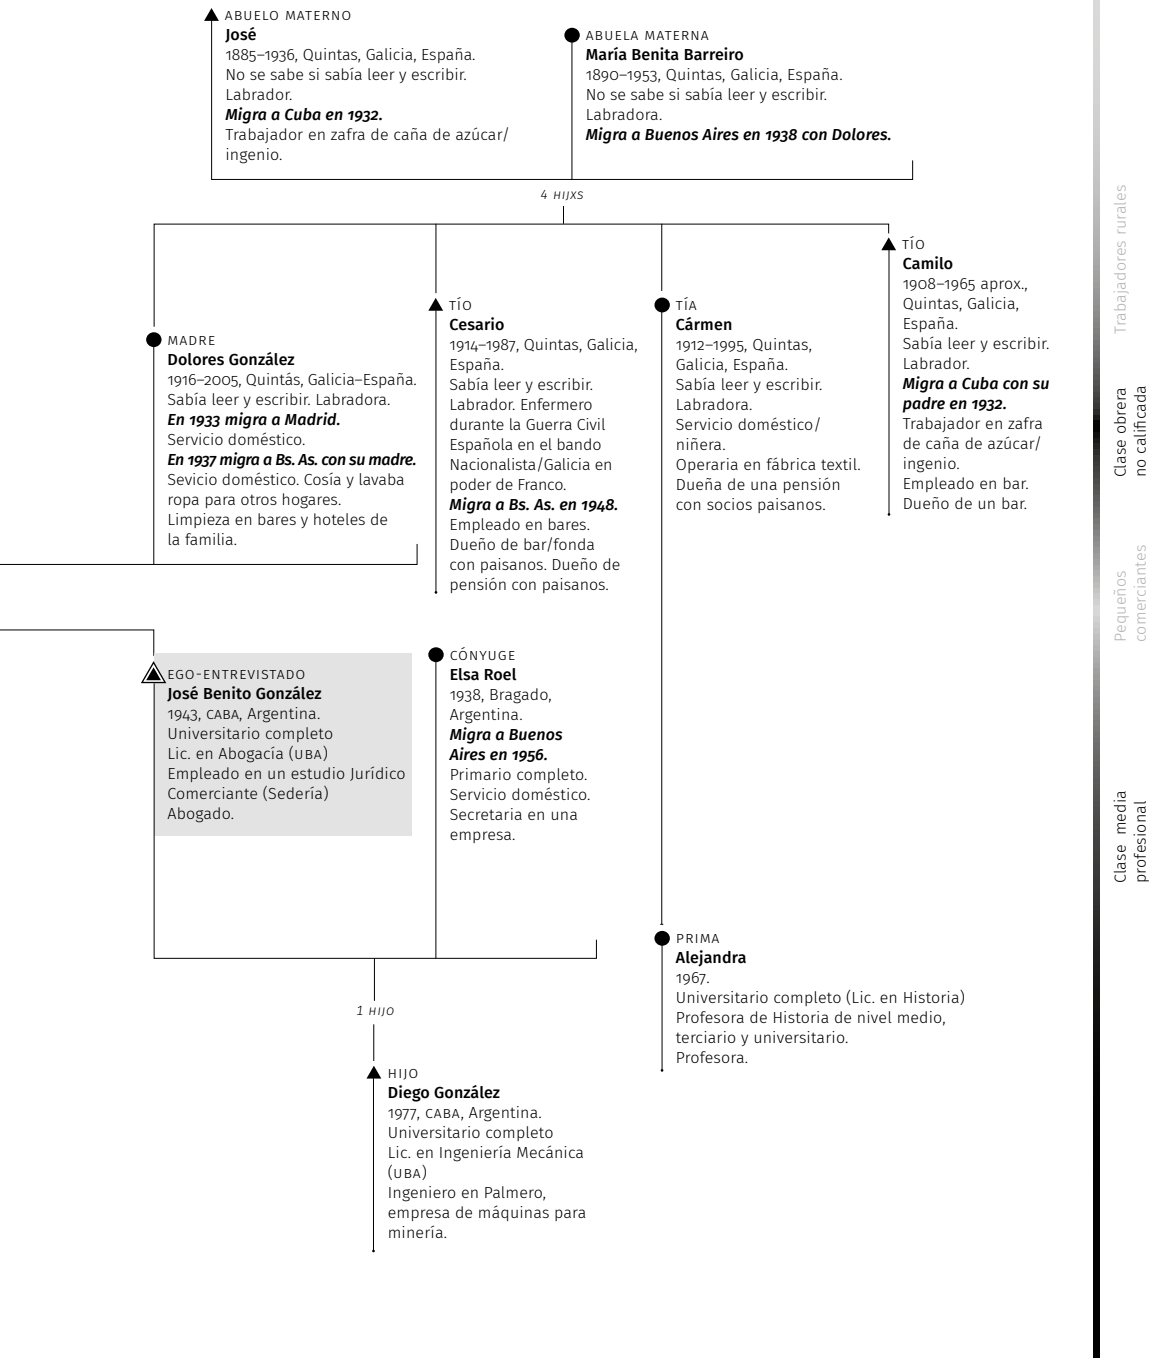 ABUELO MATERNO
José
1885–1936, Quintas, Galicia, España.
No se sabe si sabía leer y escribir.
Labrador.
Migra a Cuba en 1932.
Trabajador en zafra de caña de azúcar/
ingenio.
ABUELA MATERNA
María Benita Barreiro
1890–1953, Quintas, Galicia, España.
No se sabe si sabía leer y escribir.
Labradora.
Migra a Buenos Aires en 1938 con Dolores.
4 HIJXS
MADRE
Dolores González
1916–2005, Quintás, Galicia–España.
Sabía leer y escribir. Labradora.
En 1933 migra a Madrid.
Servicio doméstico.
En 1937 migra a Bs. As. con su madre.
Sevicio doméstico. Cosía y lavaba
ropa para otros hogares.
Limpieza en bares y hoteles de
la familia.
TÍO
Cesario
1914–1987, Quintas, Galicia,
España.
Sabía leer y escribir.
Labrador. Enfermero
durante la Guerra Civil
Española en el bando
Nacionalista/Galicia en
poder de Franco.
Migra a Bs. As. en 1948.
Empleado en bares.
Dueño de bar/fonda
con paisanos. Dueño de
pensión con paisanos.
TÍA
Cármen
1912–1995, Quintas,
Galicia, España.
Sabía leer y escribir.
Labradora.
Servicio doméstico/
niñera.
Operaria en fábrica textil.
Dueña de una pensión
con socios paisanos.
TÍO
Camilo
1908–1965 aprox.,
Quintas, Galicia,
España.
Sabía leer y escribir.
Labrador.
Migra a Cuba con su
padre en 1932.
Trabajador en zafra
de caña de azúcar/
ingenio.
Empleado en bar.
Dueño de un bar.
EGO-ENTREVISTADO
José Benito González
1943, CABA, Argentina.
Universitario completo
Lic. en Abogacía (UBA)
Empleado en un estudio Jurídico
Comerciante (Sedería)
Abogado.
CÓNYUGE
Elsa Roel
1938, Bragado,
Argentina.
Migra a Buenos
Aires en 1956.
Primario completo.
Servicio doméstico.
Secretaria en una
empresa.
PRIMA
Alejandra
1967.
Universitario completo (Lic. en Historia)
Profesora de Historia de nivel medio,
terciario y universitario.
Profesora.
1 HIJO
HIJO
Diego González
1977, CABA, Argentina.
Universitario completo
Lic. en Ingeniería Mecánica
(UBA)
Ingeniero en Palmero,
empresa de máquinas para
minería.
Trabajadores rurales
Clase obrera
no calificada
Pequeños
comerciantes
Clase media
profesional